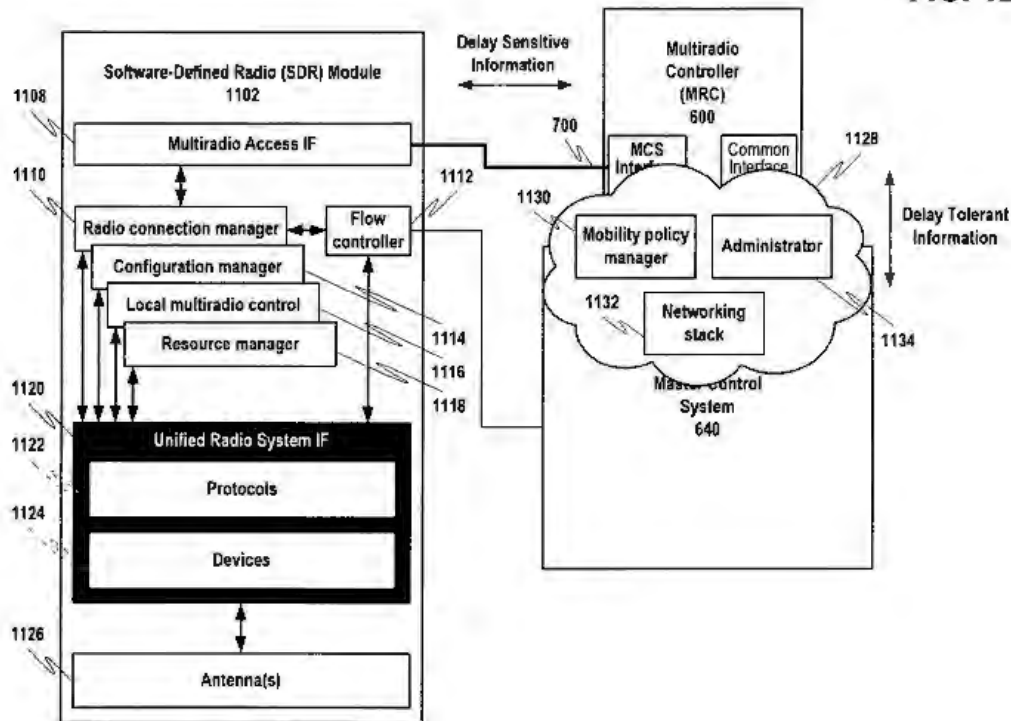 Software-Defined Radio (SDR) Module
1102
1108
Multiradio Access IF
1110
1112
Radio connection manager
Flow
controller
Configuration manager
Local multiradio control
Resource manager
1114
1116
1118
1120
Unified Radio System IF
1122
Protocols
1124
Devices
1126
Antenna(s)
Delay Sensitive
Information
Multiradio
Controller
(MRC)
600
700
MCS
Common
Interface
1128
1130
Mobility policy
manager
Administrator
Delay Tolerant
Information
1132
Networking
stack
1134
Control
System
640